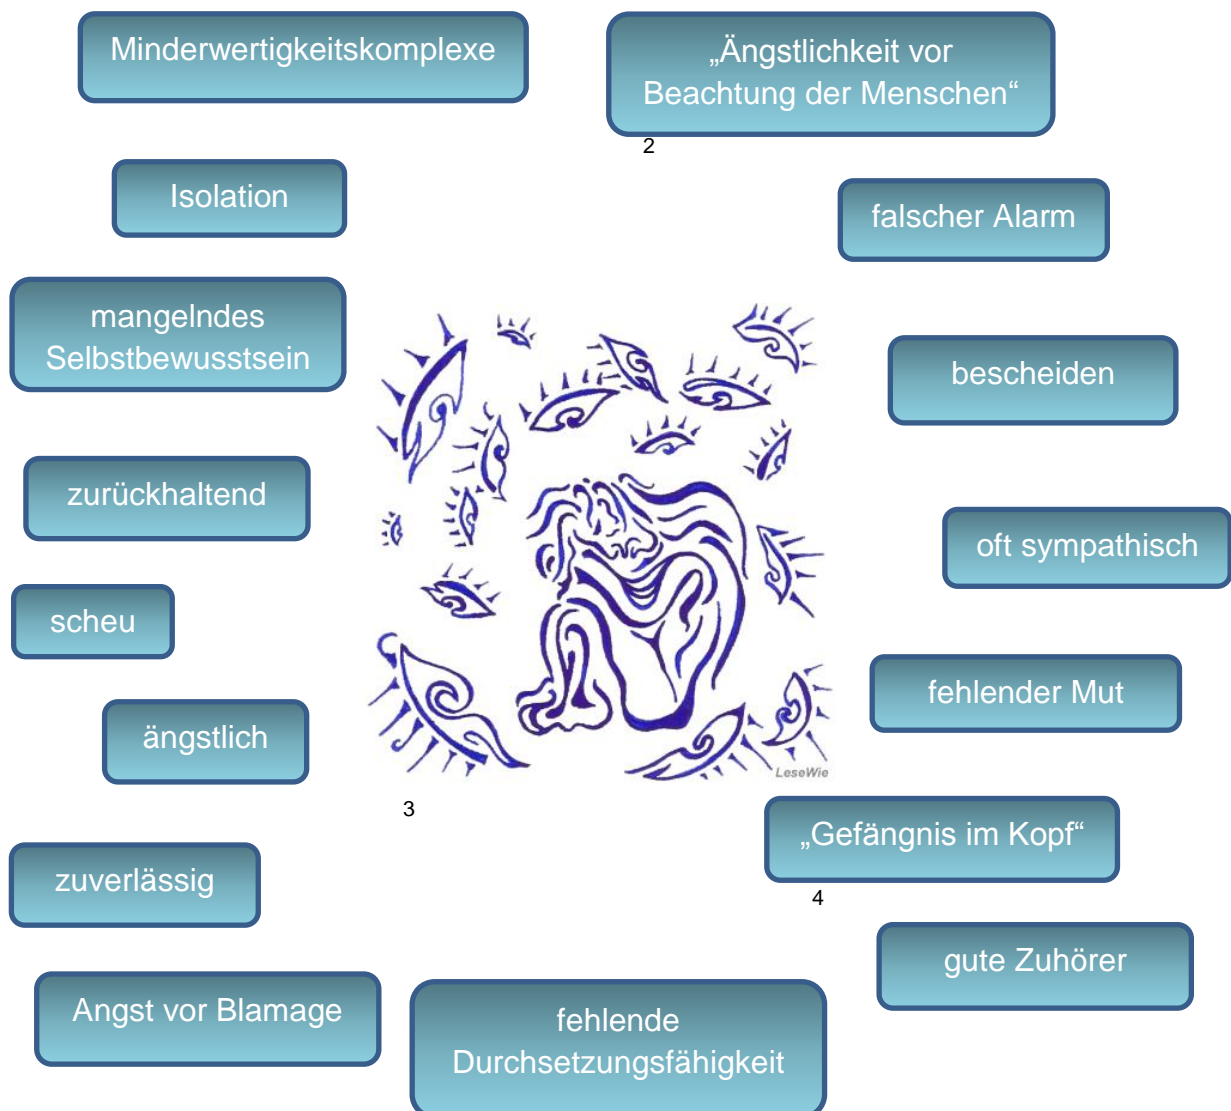 Minderwertigkeitskomplexe
„Ängstlichkeit vor
Beachtung der Menschen“
2
Isolation
falscher Alarm
mangelndes
Selbstbewusstsein
bescheiden
zurückhaltend
oft sympathisch
scheu
fehlender Mut
ängstlich
LeseWie
3
„Gefängnis im Kopf“
zuverlässig
4
gute Zuhörer
Angst vor Blamage
fehlende
Durchsetzungsfähigkeit